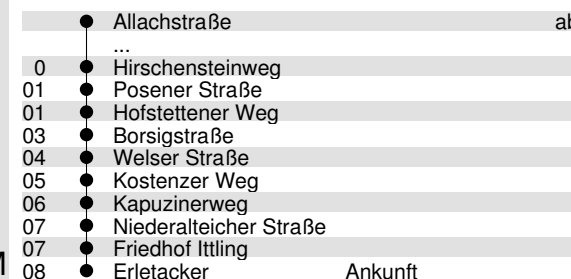 Allachstraße ab
...
0 Hirschensteinweg
01 Posener Straße
01 Hofstettener Weg
03 Borsigstraße
04 Welser Straße
05 Kostenzer Weg
06 Kapuzinerweg
07 Niederalteicher Straße
07 Friedhof Ittling
08 Erletacker Ankunft